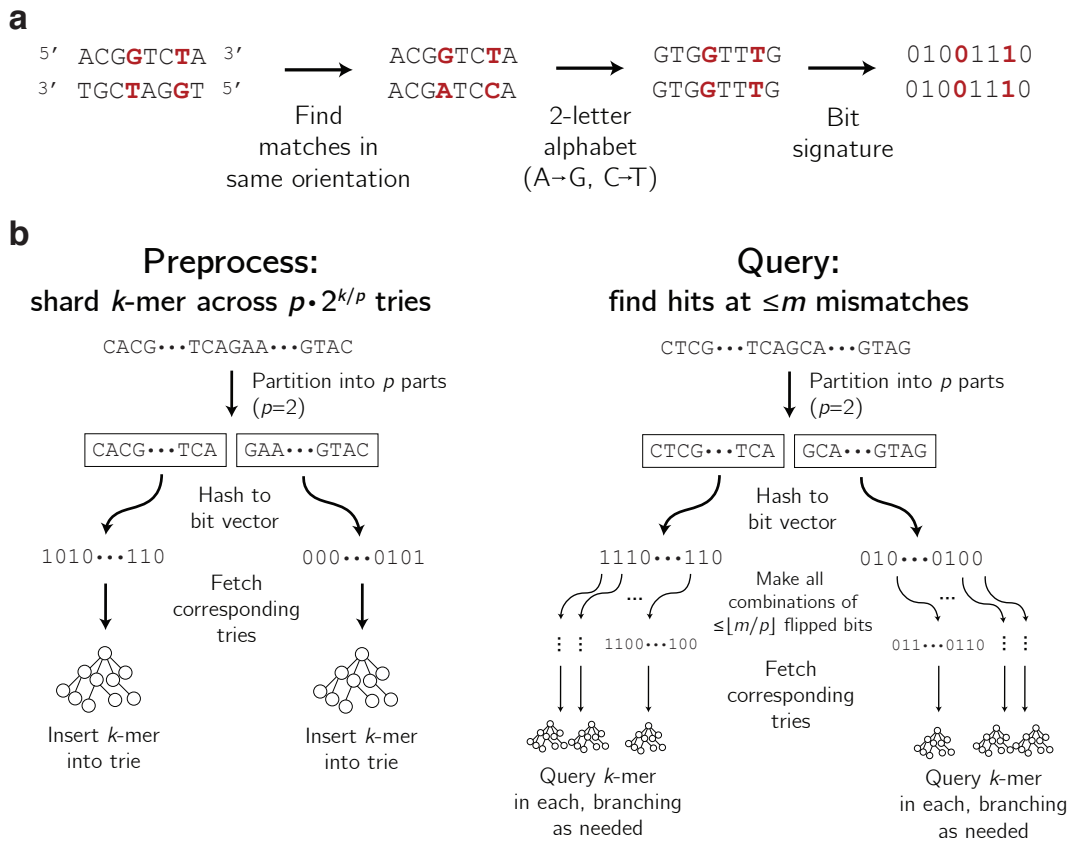 a
5′ ACGGTCTA 3′
3′ TGCTAGGT 5′
Find
matches in
same orientation
ACGGTCTA
ACGATCCA
2-letter
alphabet
(A→G, C→T)
GTGGTTTG
GTGGTTTG
Bit
signature
01001110
01001110
b
Preprocess:
shard k-mer across p•2^{k/p} tries
CACG•••TCAGAA•••GTAC
Partition into p parts
(p=2)
CACG•••TCA GAA•••GTAC
Hash to
bit vector
1010•••110 000•••0101
Fetch
corresponding
tries
Insert k-mer
into trie
Insert k-mer
into trie
Query:
find hits at ≤m mismatches
CTCG•••TCAGCA•••GTAG
Partition into p parts
(p=2)
CTCG•••TCA GCA•••GTAG
Hash to
bit vector
1110•••110 010•••0100
Make all
combinations of
≤⌊m/p⌋ flipped bits
... ...
⋮ ⋮ 1100•••100 011•••0110 ⋮ ⋮
Fetch
corresponding
tries
Query k-mer
in each, branching
as needed
Query k-mer
in each, branching
as needed